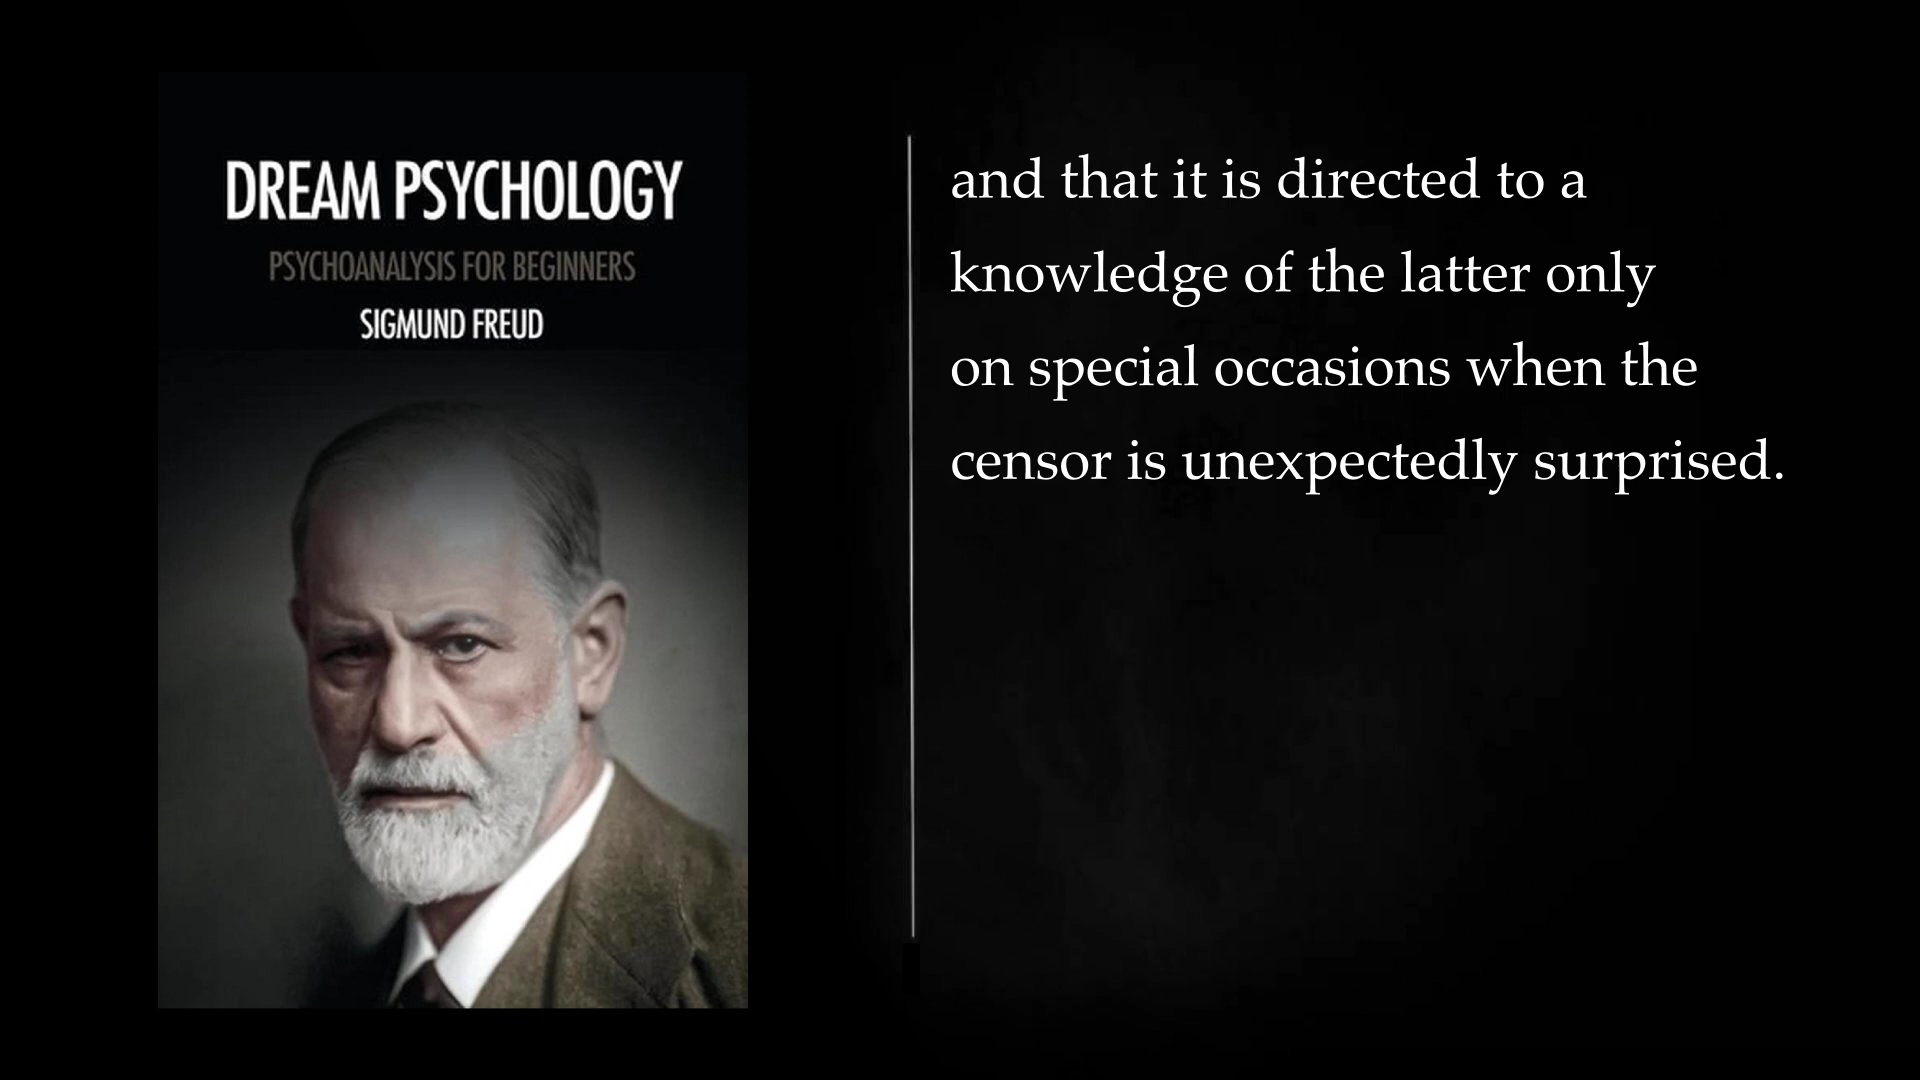 DREAM PSYCHOLOGY
PSYCHOANALYSIS FOR BEGINNERS
SIGMUND FREUD
and that it is directed to a
knowledge of the latter only
on special occasions when the
censor is unexpectedly surprised.